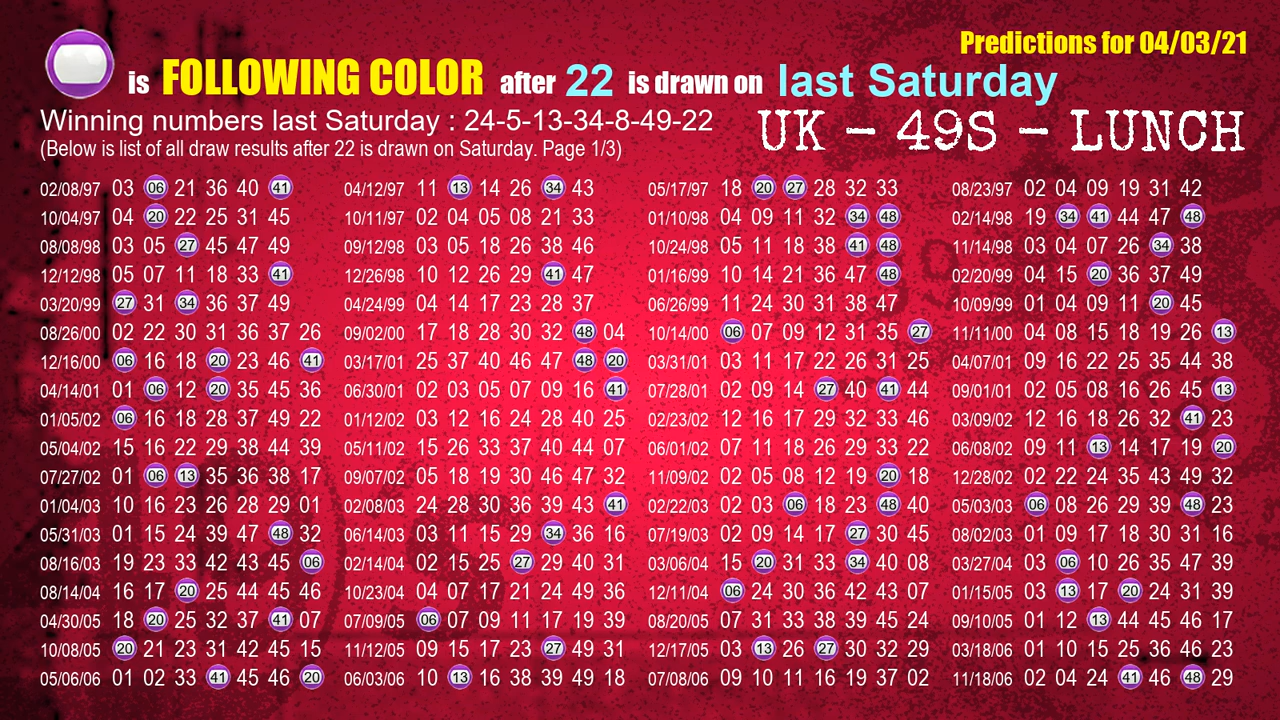 Predictions for 04/03/21
is FOLLOWING COLOR after 22 is drawn on last Saturday
Winning numbers last Saturday : 24-5-13-34-8-49-22
UK - 49S - LUNCH
(Below is list of all draw results after 22 is drawn on Saturday. Page 1/3)
02/08/97 03 06 21 36 40 41 04/12/97 11 13 14 26 34 43 05/17/97 18 20 27 28 32 33 08/23/97 02 04 09 19 31 42
10/04/97 04 20 22 25 31 45 10/11/97 02 04 05 08 21 33 01/10/98 04 09 11 32 34 48 02/14/98 19 34 41 44 47 48
08/08/98 03 05 27 45 47 49 09/12/98 03 05 18 26 38 46 10/24/98 05 11 18 38 41 48 11/14/98 03 04 07 26 34 38
12/12/98 05 07 11 18 33 41 12/26/98 10 12 26 29 41 47 01/16/99 10 14 21 36 47 48 02/20/99 04 15 20 36 37 49
03/20/99 27 31 34 36 37 49 04/24/99 04 14 17 23 28 37 06/26/99 11 24 30 31 38 47 10/09/99 01 04 09 11 20 45
08/26/00 02 22 30 31 36 37 26 09/02/00 17 18 28 30 32 48 04 10/14/00 06 07 09 12 31 35 27 11/11/00 04 08 15 18 19 26 13
12/16/00 06 16 18 20 23 46 41 03/17/01 25 37 40 46 47 48 20 03/31/01 03 11 17 22 26 31 25 04/07/01 09 16 22 25 35 44 38
04/14/01 01 06 12 20 35 45 36 06/30/01 02 03 05 07 09 16 41 07/28/01 02 09 14 27 40 41 44 09/01/01 02 05 08 16 26 45 13
01/05/02 06 16 18 28 37 49 22 01/12/02 03 12 16 24 28 40 25 02/23/02 12 16 17 29 32 33 46 03/09/02 12 16 18 26 32 41 23
05/04/02 15 16 22 29 38 44 39 05/11/02 15 26 33 37 40 44 07 06/01/02 07 11 18 26 29 33 22 06/08/02 09 11 13 14 17 19 20
07/27/02 01 06 13 35 36 38 17 09/07/02 05 18 19 30 46 47 32 11/09/02 02 05 08 12 19 20 18 12/28/02 02 22 24 35 43 49 32
01/04/03 10 16 23 26 28 29 01 02/08/03 24 28 30 36 39 43 41 02/22/03 02 03 06 18 23 48 40 05/03/03 06 08 26 29 39 48 23
05/31/03 01 15 24 39 47 48 32 06/14/03 03 11 15 29 34 36 16 07/19/03 02 09 14 17 27 30 45 08/02/03 01 09 17 18 30 31 16
08/16/03 19 23 33 42 43 45 06 02/14/04 02 15 25 27 29 40 31 03/06/04 15 20 31 33 34 40 08 03/27/04 03 06 10 26 35 47 39
08/14/04 16 17 20 25 44 45 46 10/23/04 04 07 17 21 24 49 36 12/11/04 06 24 30 36 42 43 07 01/15/05 03 13 17 20 24 31 39
04/30/05 18 20 25 32 37 41 07 07/09/05 06 07 09 11 17 19 39 08/20/05 07 31 33 38 39 45 24 09/10/05 01 12 13 44 45 46 17
10/08/05 20 21 23 31 42 45 15 11/12/05 09 15 17 23 27 49 31 12/17/05 03 13 26 27 30 32 29 03/18/06 01 10 15 25 36 46 23
05/06/06 01 02 33 41 45 46 20 06/03/06 10 13 16 38 39 49 18 07/08/06 09 10 11 16 19 37 02 11/18/06 02 04 24 41 46 48 29